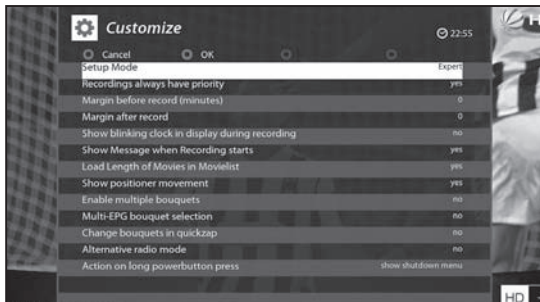 Customize
22:55
Cancel OK
Setup Mode Expert
Recordings always have priority yes
Margin before record (minutes) 0
Margin after record 0
Show blinking clock in display during recording no
Show Message when Recording starts yes
Load Length of Movies in Movielist yes
Show positioner movement yes
Enable multiple bouquets no
Multi-EPG bouquet selection no
Change bouquets in quickzap no
Alternative radio mode no
Action on long powerbutton press show shutdown menu
HD